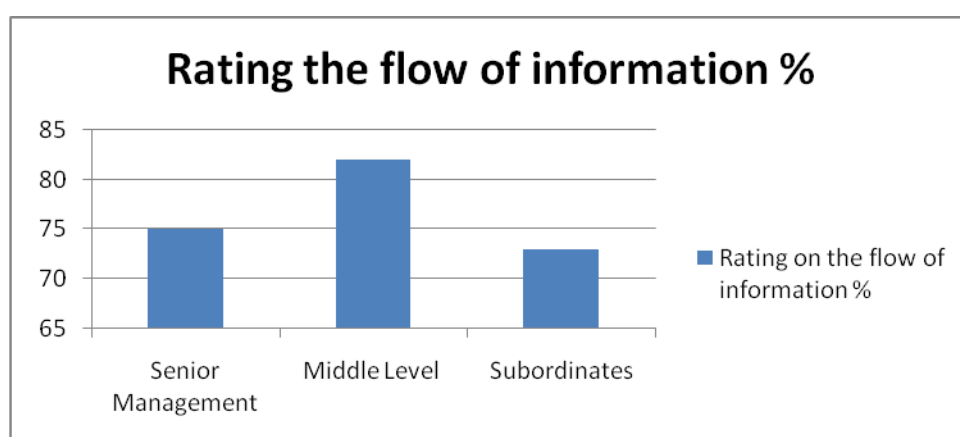 Rating the flow of information %
85
80
75
70
65
Senior
Management
Middle Level
Subordinates
Rating on the flow of
information %